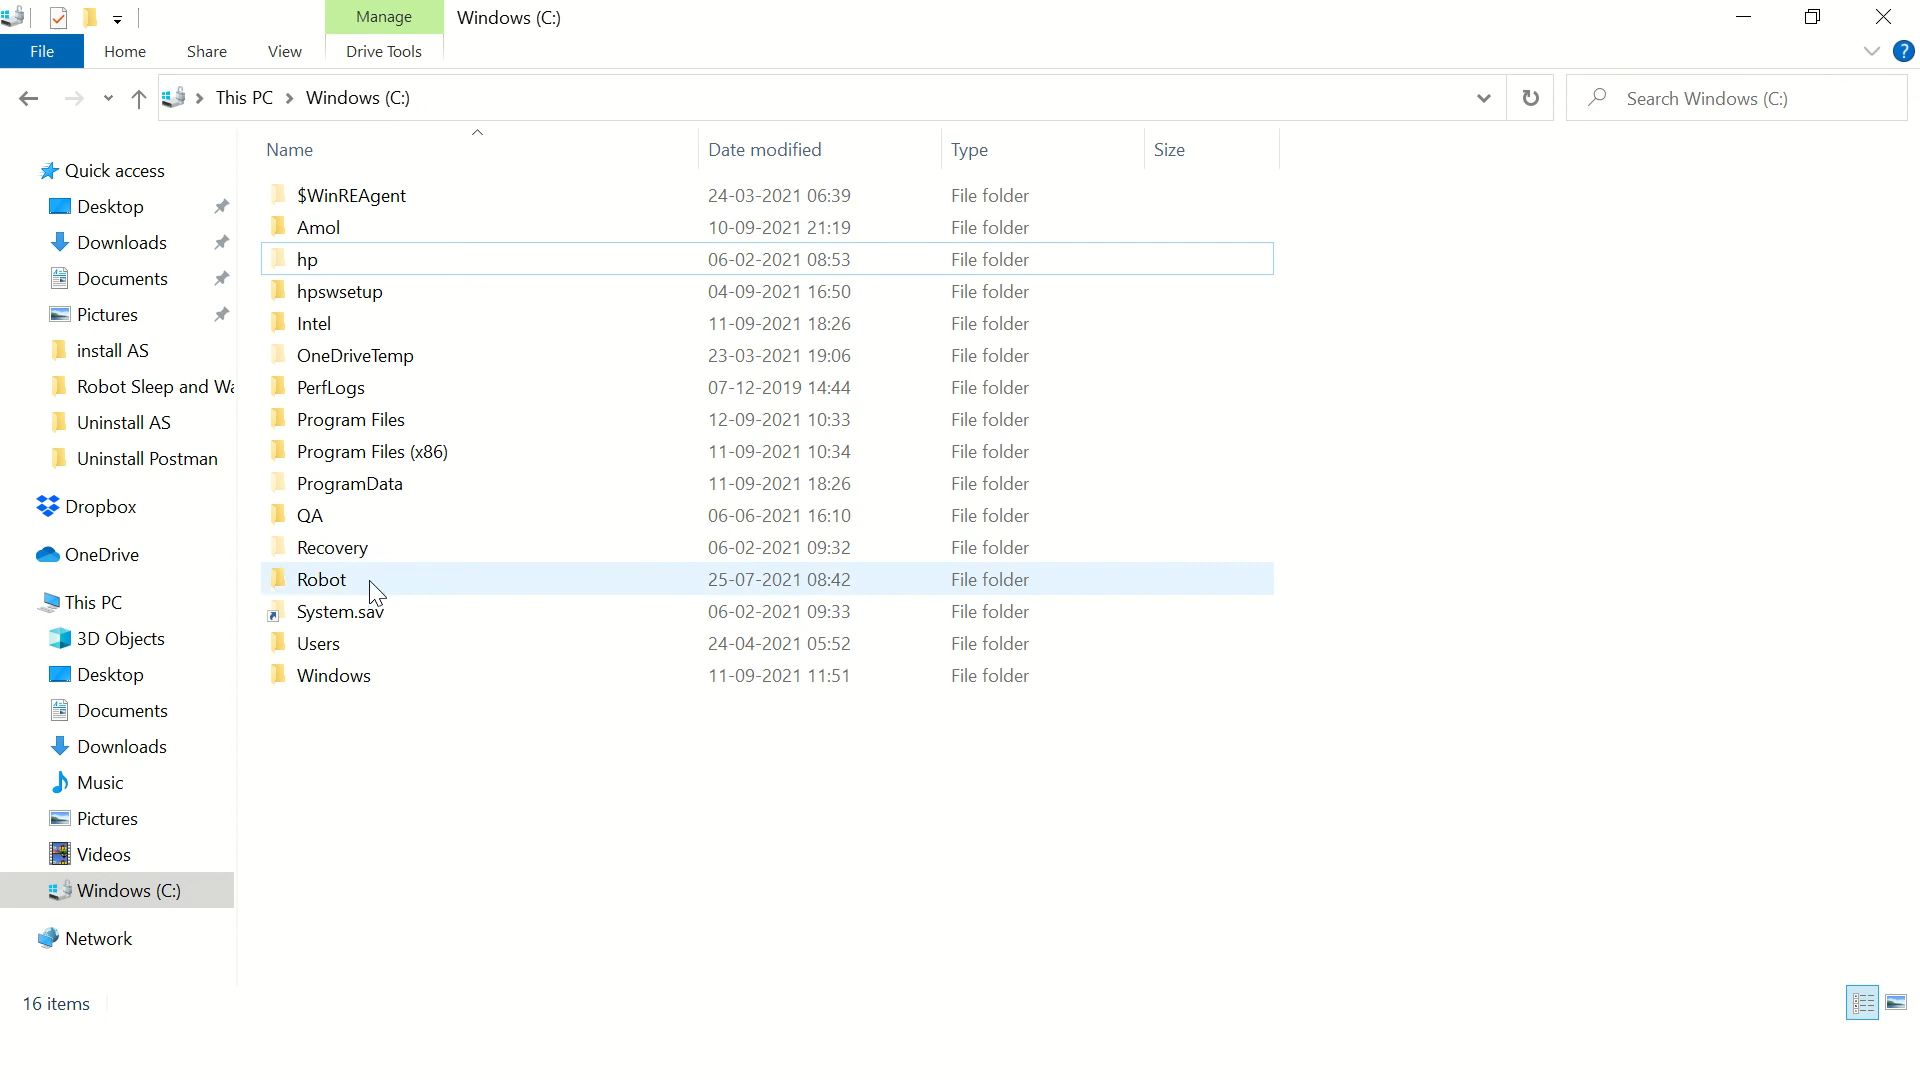 Manage Windows (C:)
File Home Share View Drive Tools
This PC Windows (C:) Search Windows (C:)
Name Date modified Type Size
Quick access
Desktop
Downloads
Documents
Pictures
install AS
Robot Sleep and Wa
Uninstall AS
Uninstall Postman
Dropbox
OneDrive
This PC
3D Objects
Desktop
Documents
Downloads
Music
Pictures
Videos
Windows (C:)
Network
$WinREAgent 24-03-2021 06:39 File folder
Amol 10-09-2021 21:19 File folder
hp 06-02-2021 08:53 File folder
hpswsetup 04-09-2021 16:50 File folder
Intel 11-09-2021 18:26 File folder
OneDriveTemp 23-03-2021 19:06 File folder
PerfLogs 07-12-2019 14:44 File folder
Program Files 12-09-2021 10:33 File folder
Program Files (x86) 11-09-2021 10:34 File folder
ProgramData 11-09-2021 18:26 File folder
QA 06-06-2021 16:10 File folder
Recovery 06-02-2021 09:32 File folder
Robot 25-07-2021 08:42 File folder
System.sav 06-02-2021 09:33 File folder
Users 24-04-2021 05:52 File folder
Windows 11-09-2021 11:51 File folder
16 items